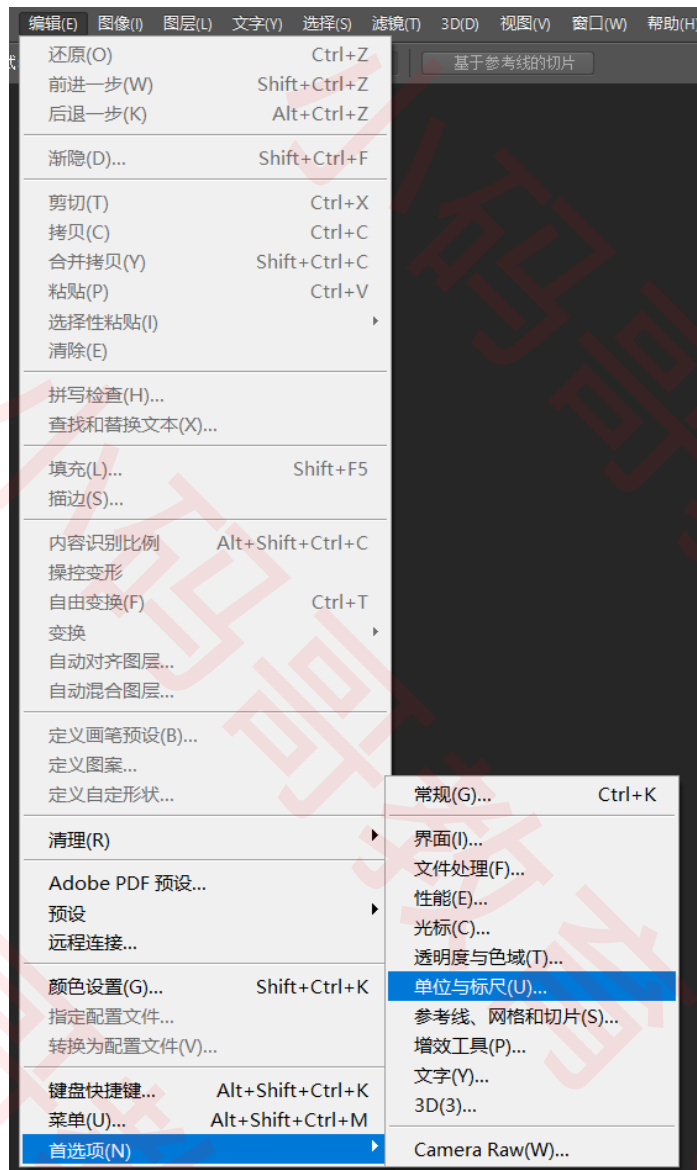 编辑(E) 图像(I) 图层(L) 文字(Y) 选择(S) 滤镜(T) 3D(D) 视图(V) 窗口(W) 帮助(H)
基于参考线的切片
还原(O) Ctrl+Z
前进一步(W) Shift+Ctrl+Z
后退一步(K) Alt+Ctrl+Z
渐隐(D)... Shift+Ctrl+F
剪切(T) Ctrl+X
拷贝(C) Ctrl+C
合并拷贝(Y) Shift+Ctrl+C
粘贴(P) Ctrl+V
选择性粘贴(I)
清除(E)
拼写检查(H)...
查找和替换文本(X)...
填充(L)... Shift+F5
描边(S)...
内容识别比例 Alt+Shift+Ctrl+C
操控变形
自由变换(F) Ctrl+T
变换
自动对齐图层...
自动混合图层...
定义画笔预设(B)...
定义图案...
定义自定形状...
清理(R)
Adobe PDF 预设...
预设
远程连接...
颜色设置(G)... Shift+Ctrl+K
指定配置文件...
转换为配置文件(V)...
键盘快捷键... Alt+Shift+Ctrl+K
菜单(U)... Alt+Shift+Ctrl+M
首选项(N)
常规(G)... Ctrl+K
界面(I)...
文件处理(F)...
性能(E)...
光标(C)...
透明度与色域(T)...
单位与标尺(U)...
参考线、网格和切片(S)...
增效工具(P)...
文字(Y)...
3D(3)...
Camera Raw(W)...
小码哥教育
小码哥